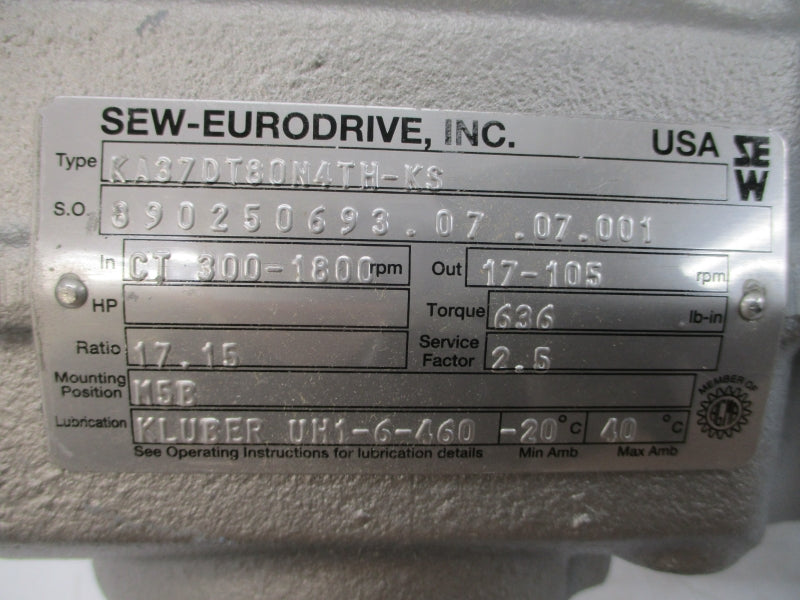 SEW-EURODRIVE, INC. USA SEW
Type KA37DT80N4TH-KS
S.O. 890250693.07 .07.001
In CT 300-1800 rpm Out 17-105 rpm
HP Torque 636 lb-in
Ratio 17.15 Service Factor 2.5
Mounting Position M5B
Lubrication KLUBER UH1-6-460 -20°C 40°C
See Operating Instructions for lubrication details Min Amb Max Amb
MEMBER OF